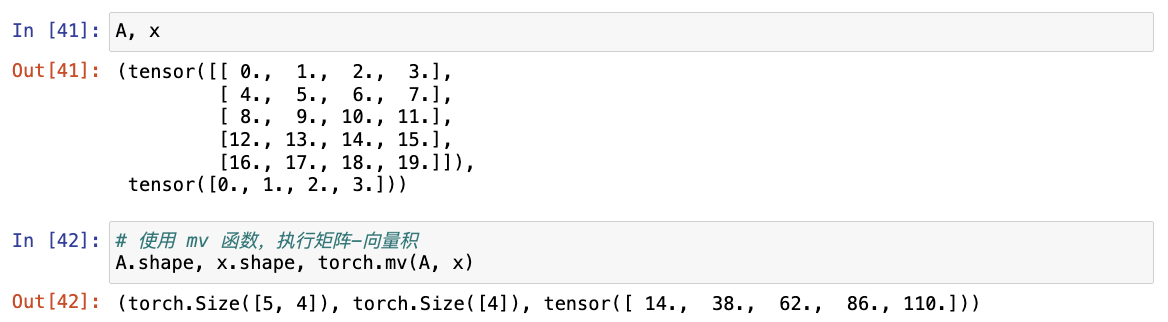 In [41]: A, x
Out[41]: (tensor([[ 0.,  1.,  2.,  3.],
        [ 4.,  5.,  6.,  7.],
        [ 8.,  9., 10., 11.],
        [12., 13., 14., 15.],
        [16., 17., 18., 19.]]),
 tensor([0., 1., 2., 3.]))
In [42]: # 使用 mv 函数，执行矩阵-向量积
A.shape, x.shape, torch.mv(A, x)
Out[42]: (torch.Size([5, 4]), torch.Size([4]), tensor([ 14.,  38.,  62.,  86., 110.]))